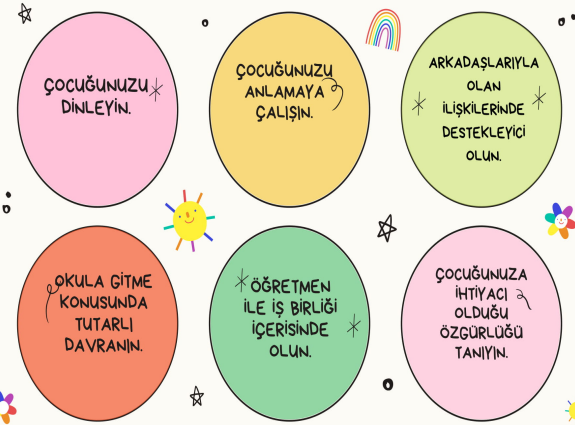 ÇOCUĞUNUZU
DİNLEYİN.
ÇOCUĞUNUZU
ANLAMAYA
ÇALIŞIN.
ARKADAŞLARIYLA
OLAN
İLİŞKİLERİNDE
DESTEKLEYİCİ
OLUN.
OKULA GİTME
KONUSUNDA
TUTARLI
DAVRANIN.
ÖĞRETMEN
İLE İŞ BİRLİĞİ
İÇERİSİNDE
OLUN.
ÇOCUĞUNUZA
İHTİYACI
OLDUĞU
ÖZGÜRLÜĞÜ
TANIYIN.